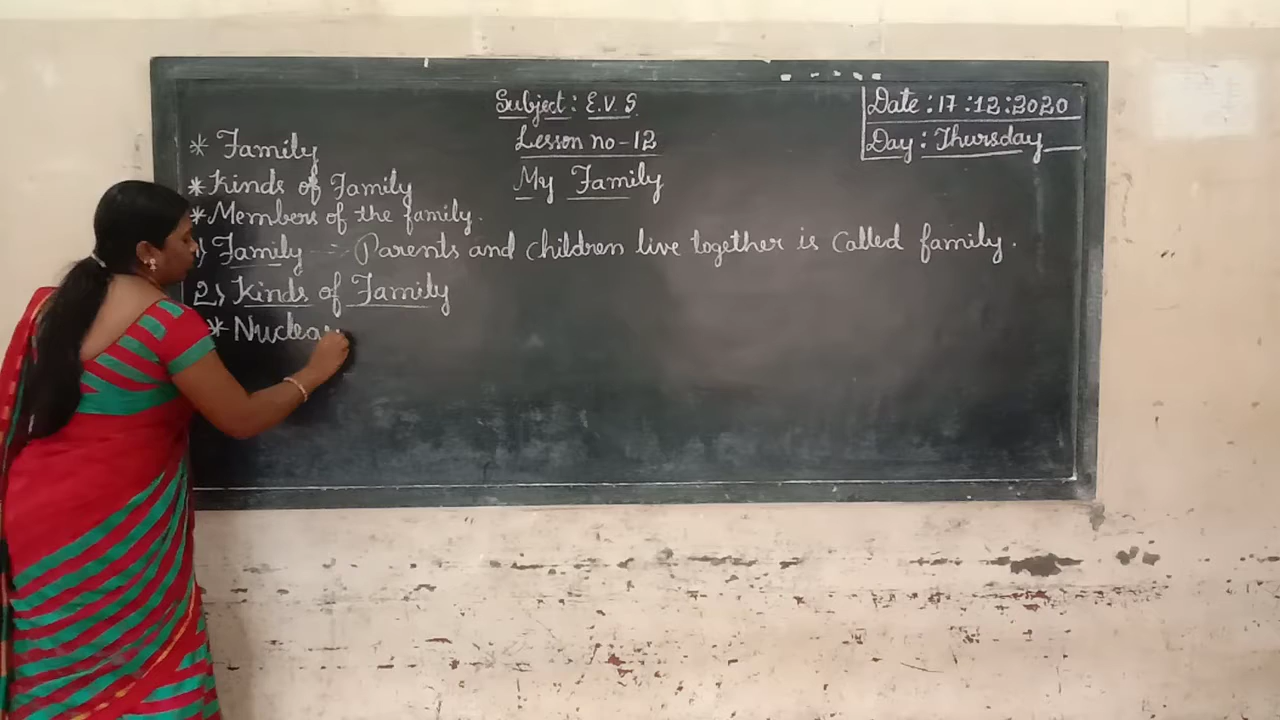 Subject: E.V.S
Date: 17:12:2020
Lesson no-12
Day: Thursday
My Family
* Family
* Kinds of Family
* Members of the family.
1) Family :- Parents and children live together is Called family.
2) Kinds of Family
* Nuclear